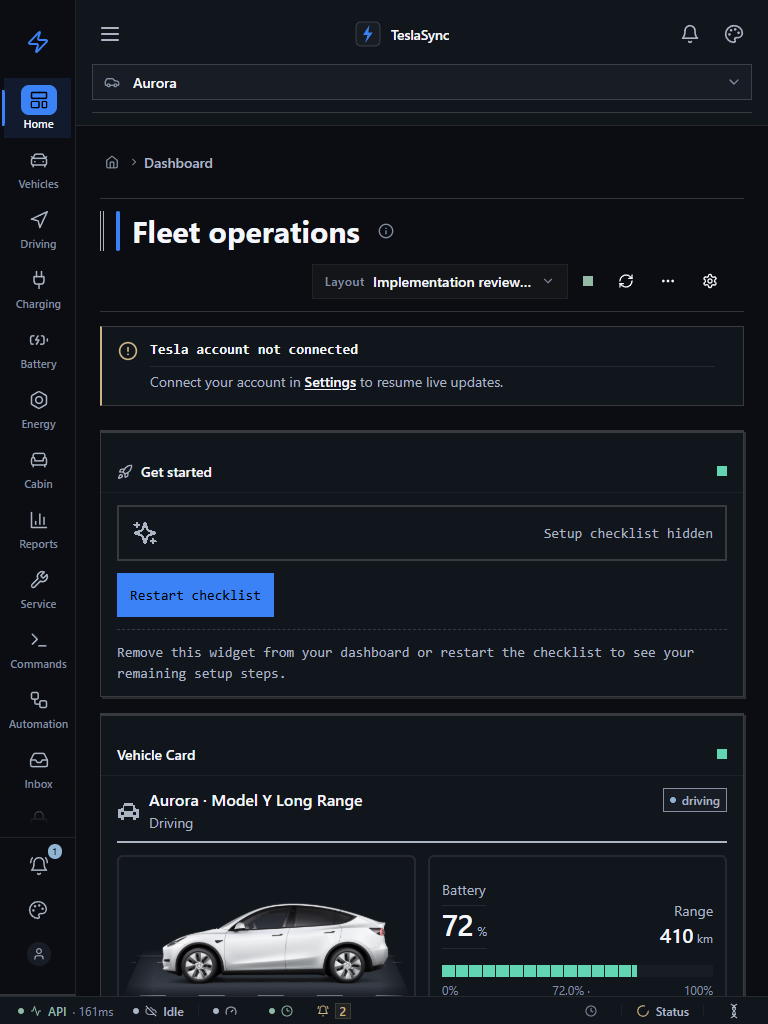 TeslaSync
Aurora
Home
Vehicles
Driving
Charging
Battery
Energy
Cabin
Reports
Service
Commands
Automation
Inbox
1
Dashboard
Fleet operations
Layout Implementation review...
Tesla account not connected
Connect your account in Settings to resume live updates.
Get started
Setup checklist hidden
Restart checklist
Remove this widget from your dashboard or restart the checklist to see your
remaining setup steps.
Vehicle Card
Aurora · Model Y Long Range
driving
Driving
Battery
Range
72 %
410 km
0% 72.0% · 100%
API · 161ms Idle 2 Status